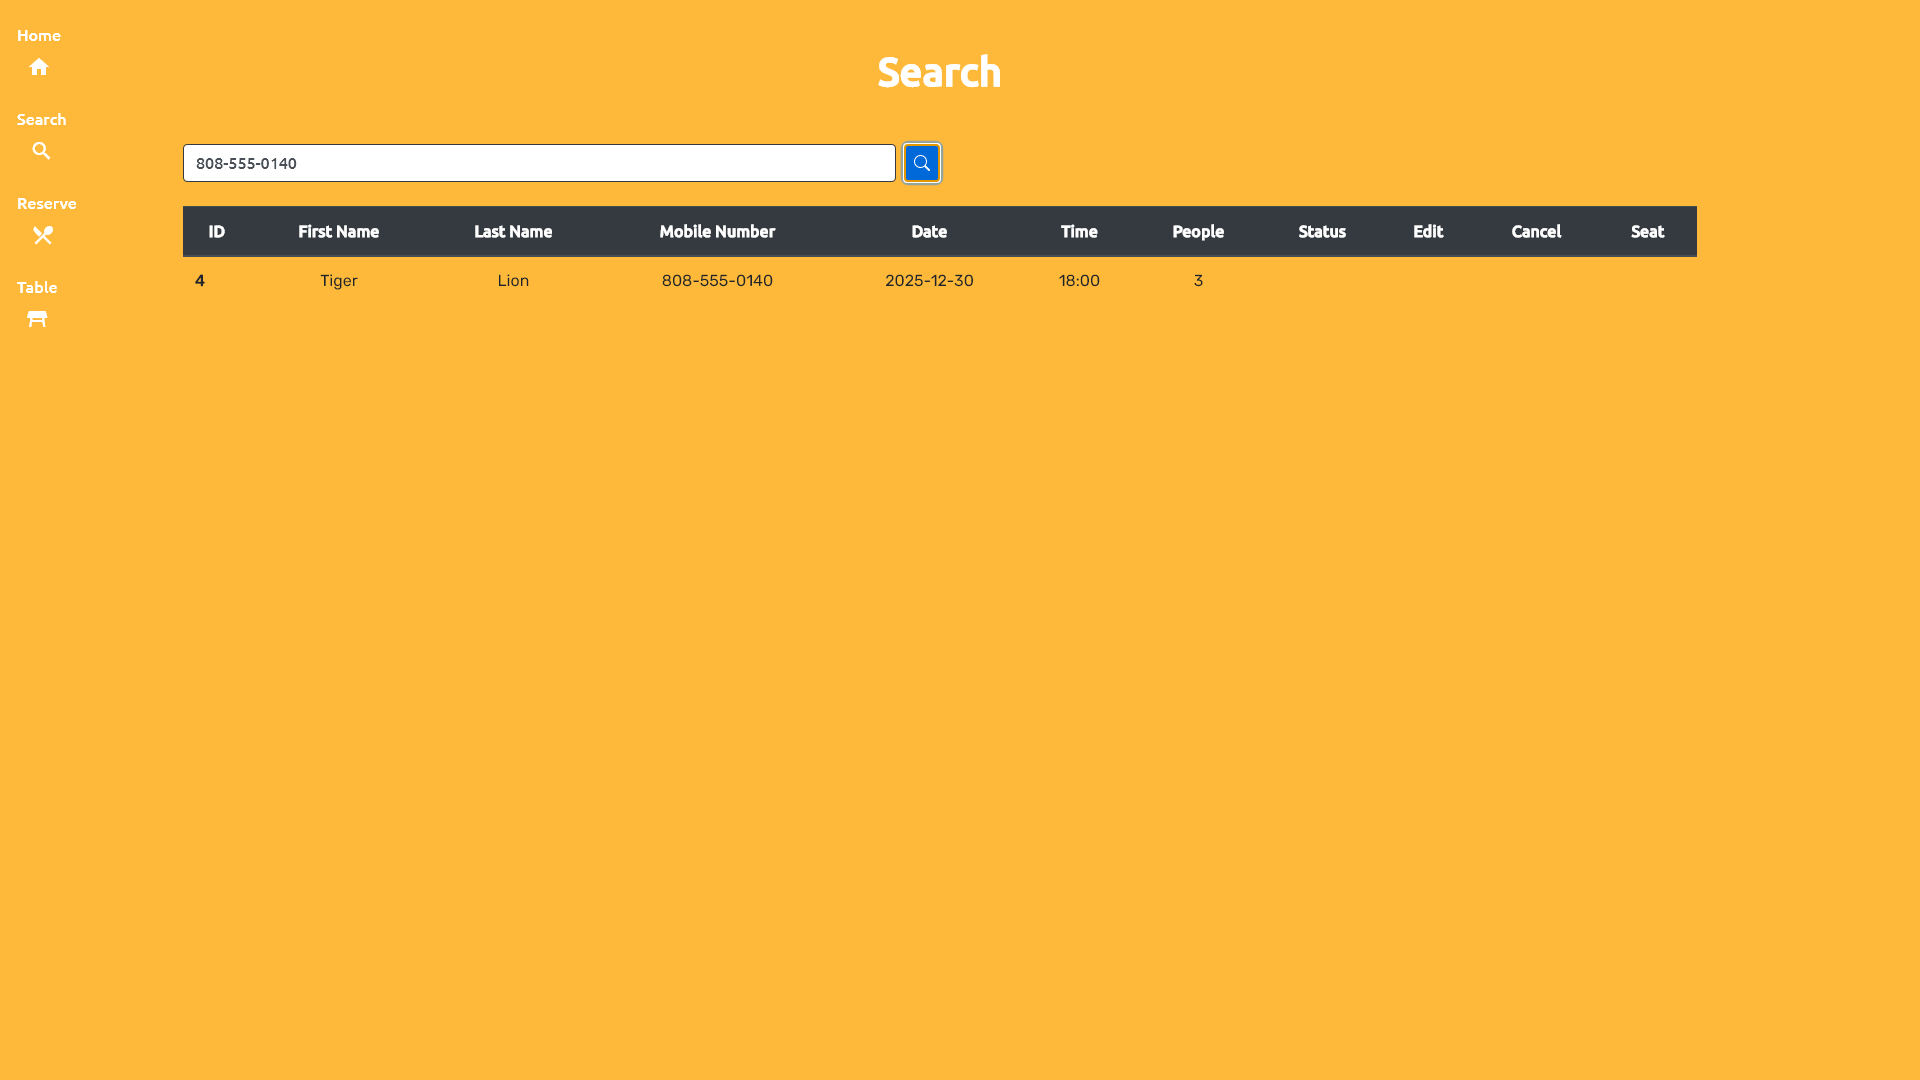 Home
Search
Reserve
Table
Search
808-555-0140
ID First Name Last Name Mobile Number Date Time People Status Edit Cancel Seat
4 Tiger Lion 808-555-0140 2025-12-30 18:00 3